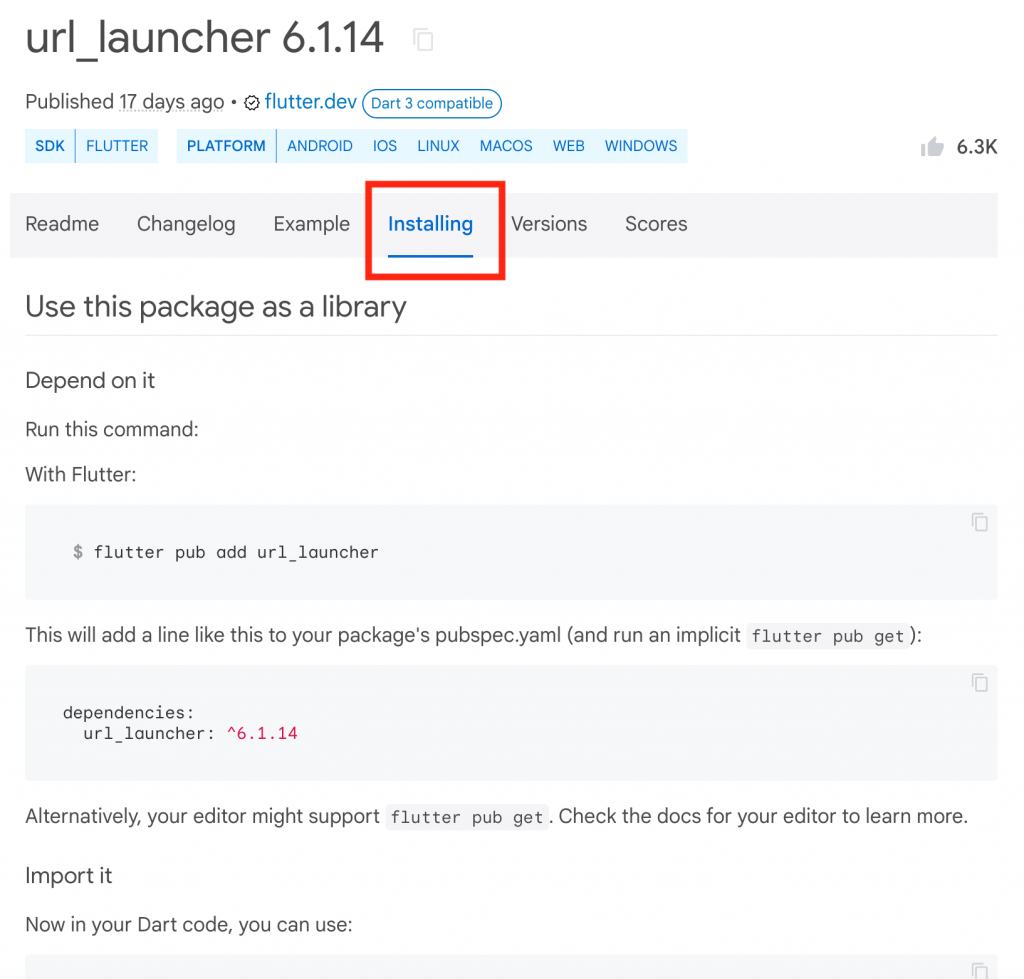 url_launcher 6.1.14
Published 17 days ago • flutter.dev Dart 3 compatible
SDK FLUTTER PLATFORM ANDROID IOS LINUX MACOS WEB WINDOWS 6.3K
Readme Changelog Example Installing Versions Scores
Use this package as a library
Depend on it
Run this command:
With Flutter:
$ flutter pub add url_launcher
This will add a line like this to your package's pubspec.yaml (and run an implicit flutter pub get):
dependencies:
  url_launcher: ^6.1.14
Alternatively, your editor might support flutter pub get. Check the docs for your editor to learn more.
Import it
Now in your Dart code, you can use: